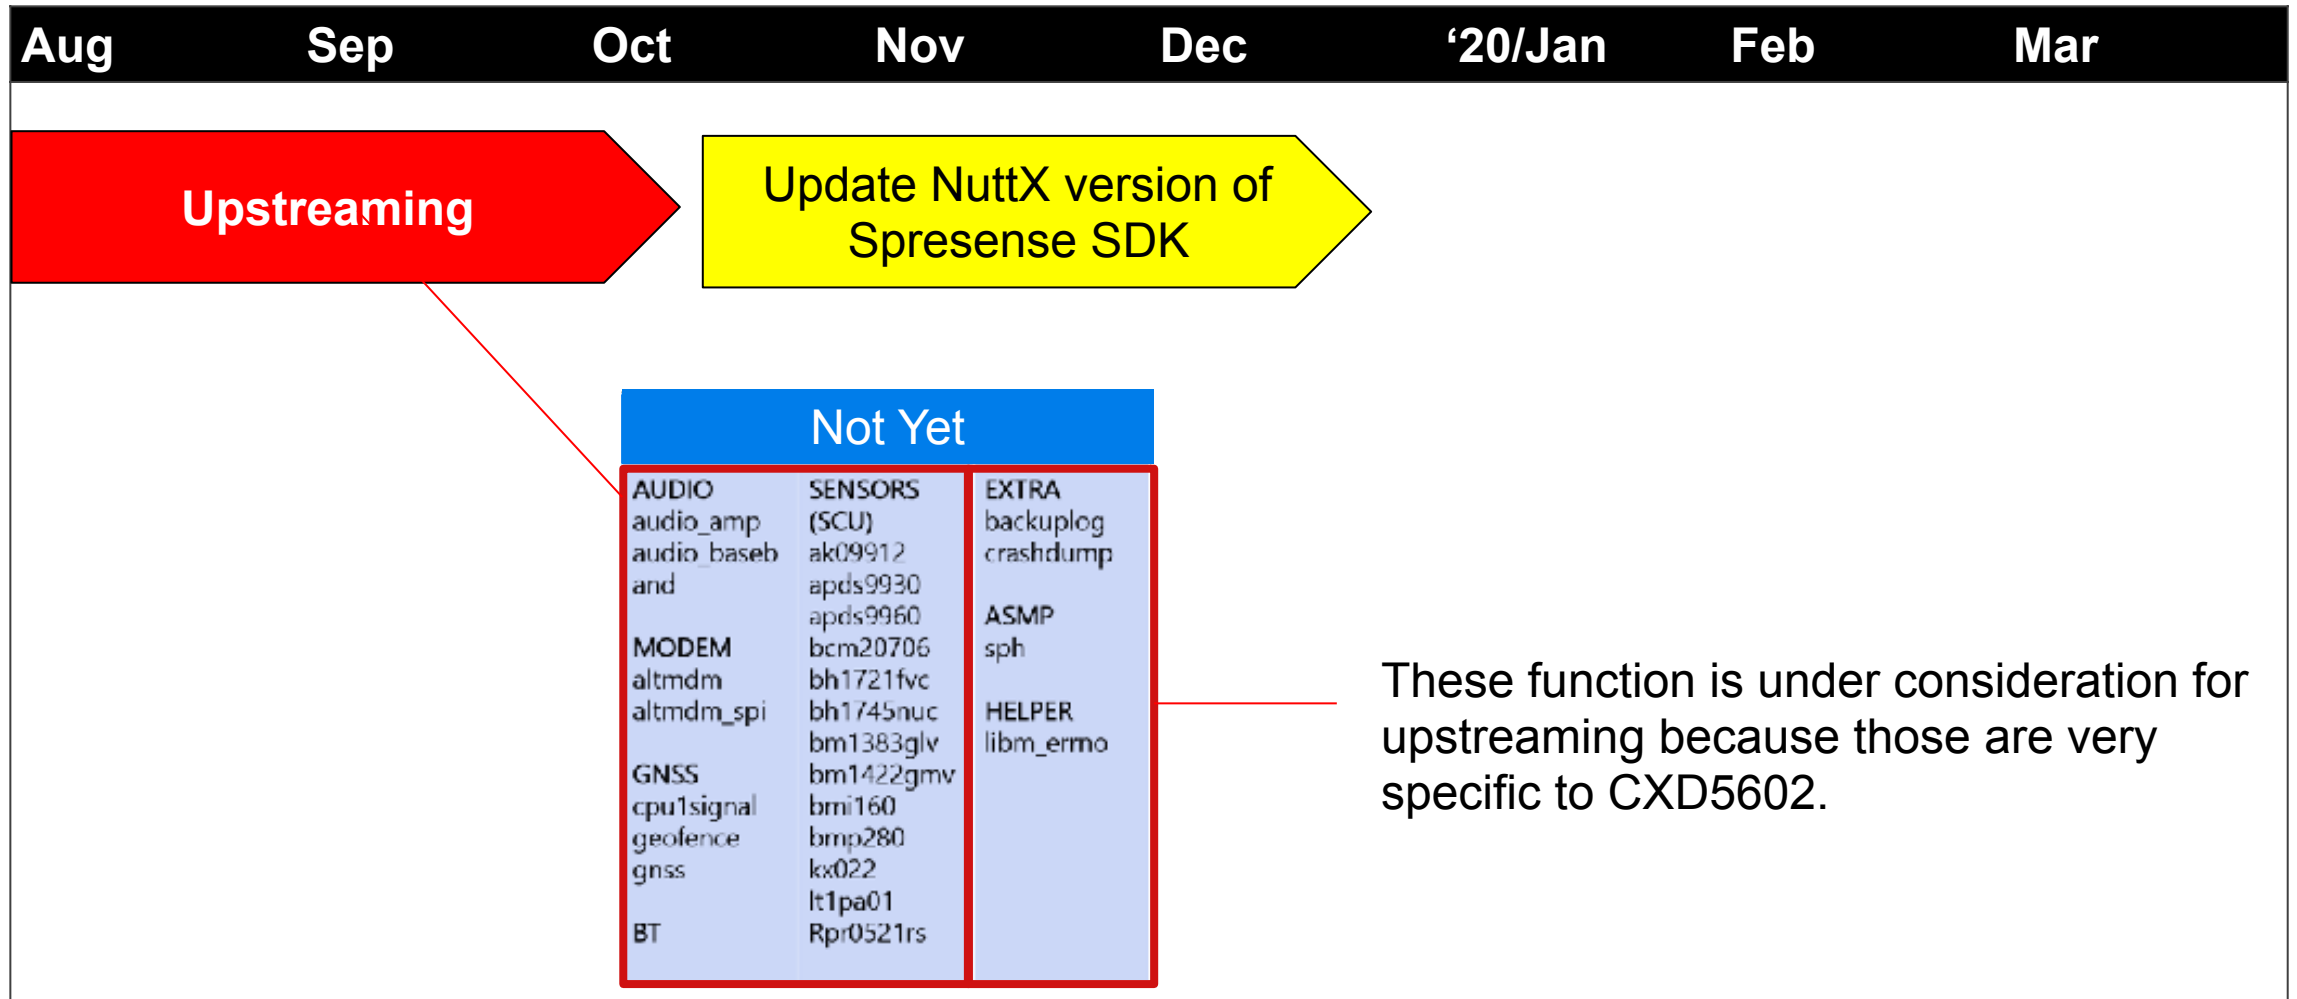 Aug Sep Oct Nov Dec ‘20/Jan Feb Mar
Upstreaming
Update NuttX version of
Spresense SDK
Not Yet
AUDIO
audio_amp
audio_baseb
and
MODEM
altmdm
altmdm_spi
GNSS
cpu1signal
geofence
gnss
BT
SENSORS
(SCU)
ak09912
apds9930
apds9960
bcm20706
bh1721fvc
bh1745nuc
bm1383glv
bm1422gmv
bmi160
bmp280
kx022
lt1pa01
Rpr0521rs
EXTRA
backuplog
crashdump
ASMP
sph
HELPER
libm_errno
These function is under consideration for
upstreaming because those are very
specific to CXD5602.